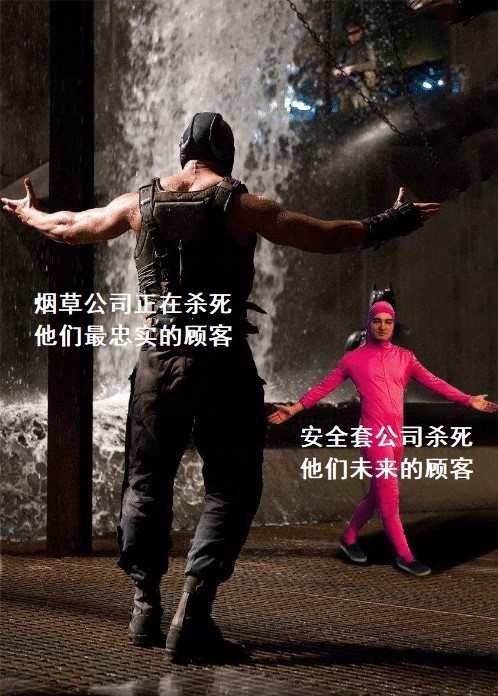 烟草公司正在杀死
他们最忠实的顾客
安全套公司杀死
他们未来的顾客